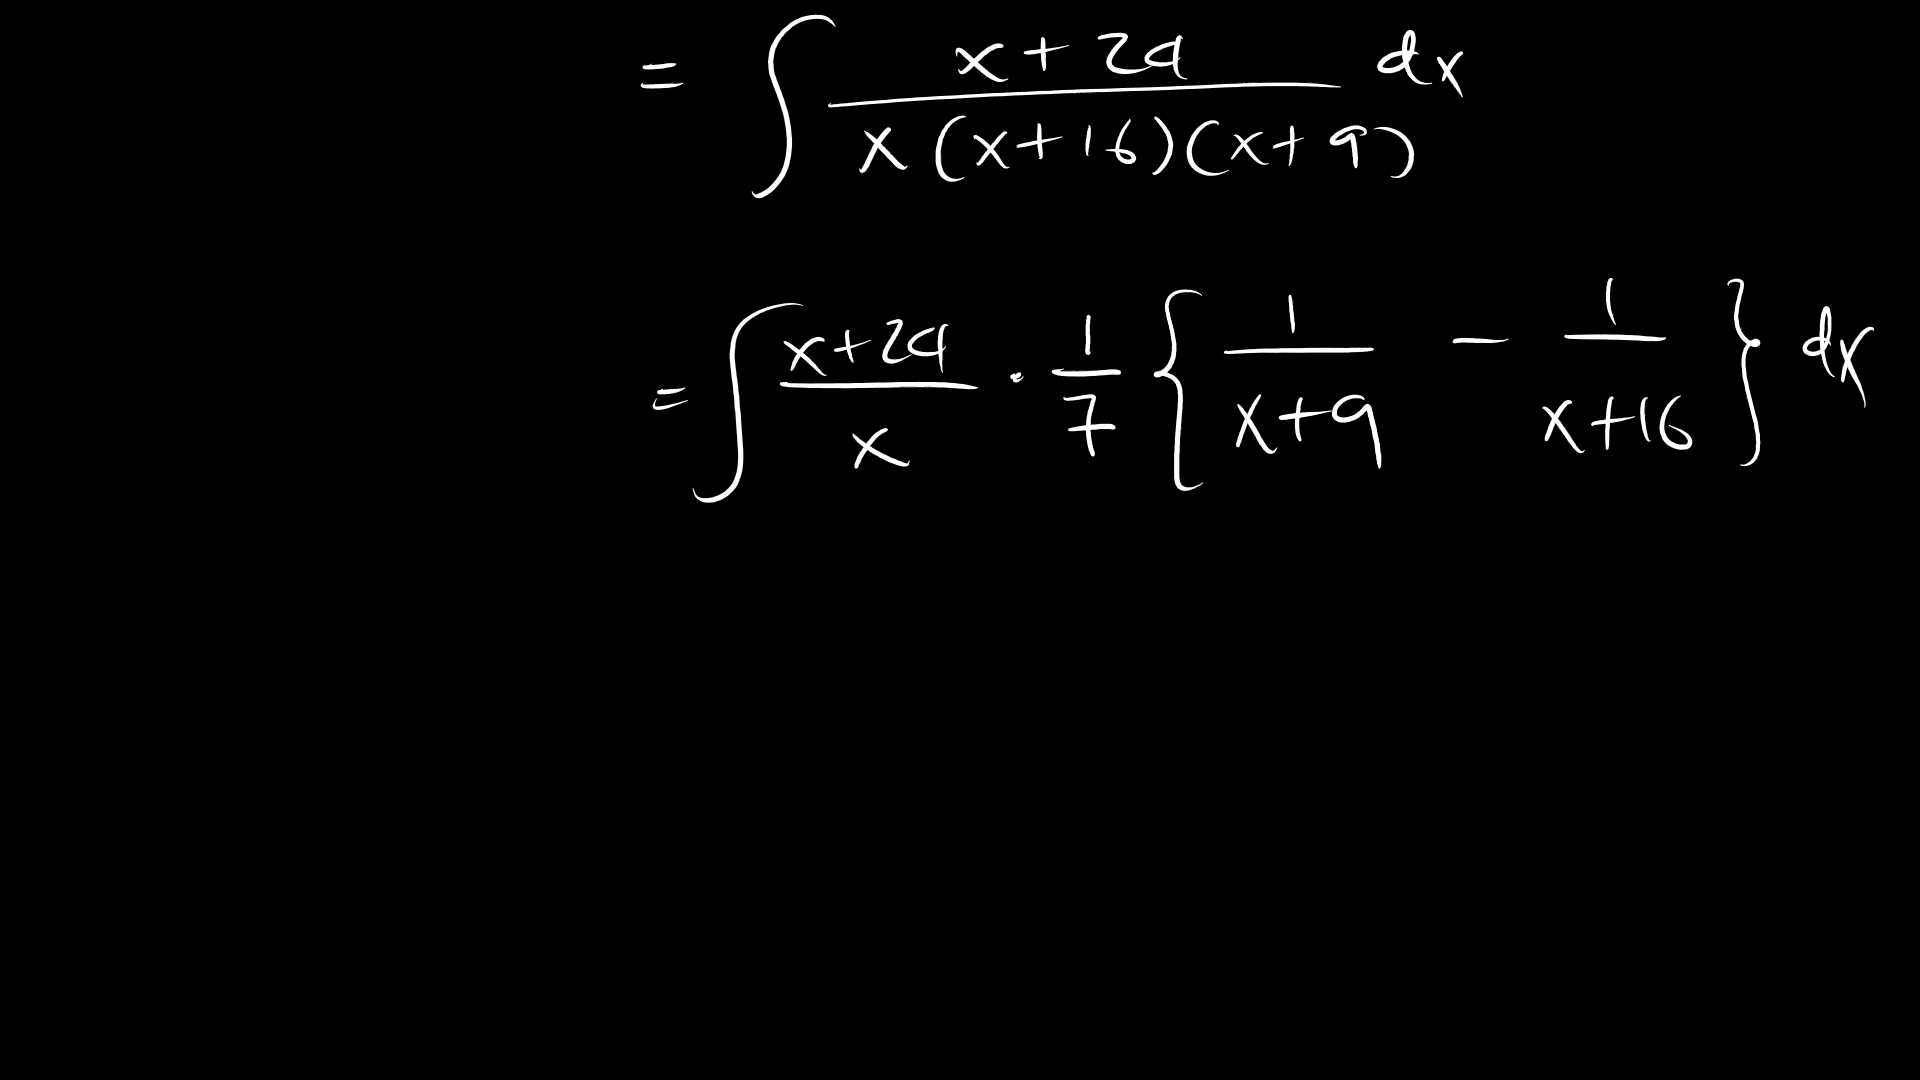 = ∫ (x+24)/(x(x+16)(x+9)) dx
= ∫ (x+24)/x · 1/7 { 1/(x+9) − 1/(x+16) } dx